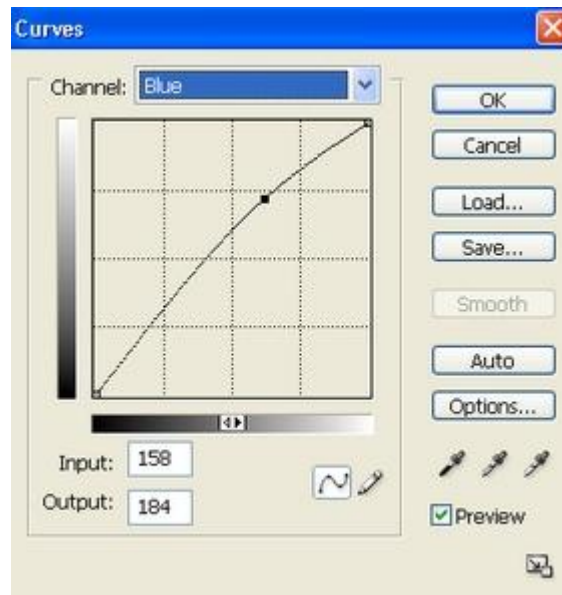 Curves
Channel: Blue
OK
Cancel
Load...
Save...
Smooth
Auto
Options...
Input: 158
Output: 184
Preview